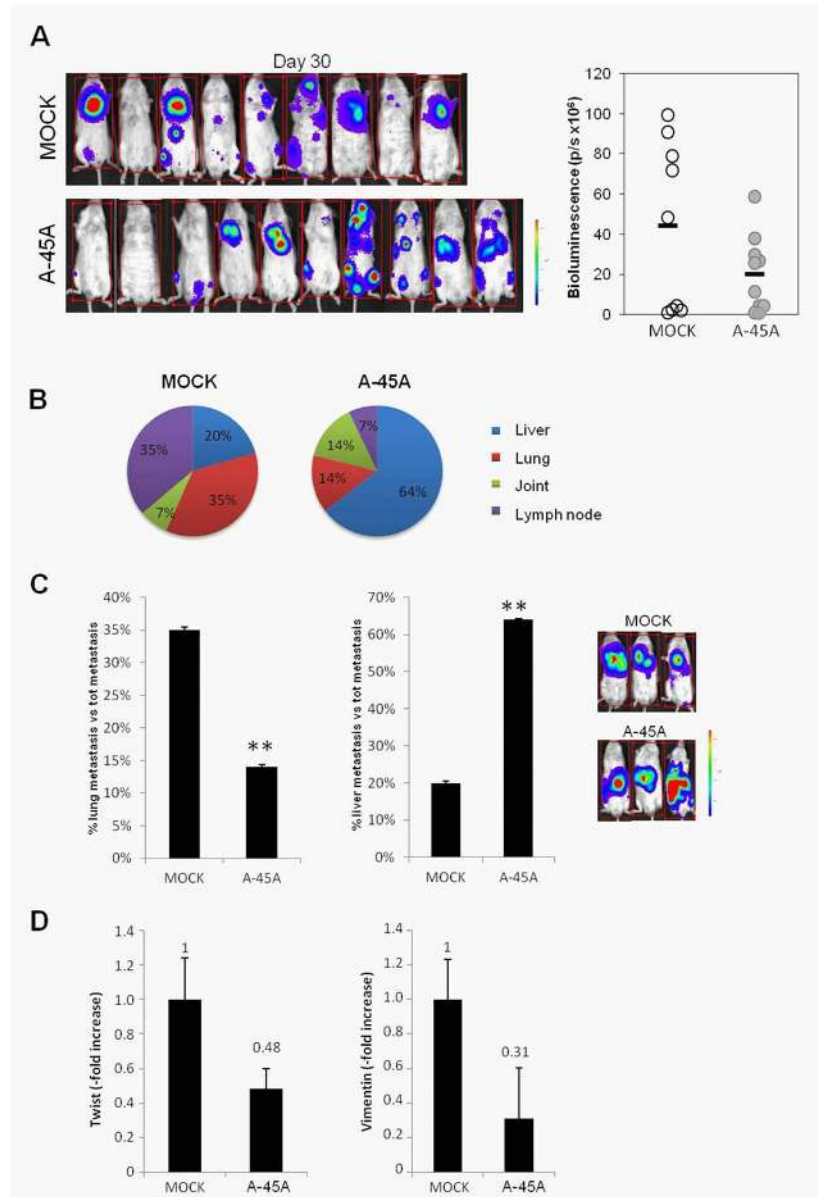 A
Day 30
MOCK
A-45A
Bioluminescence (p/s x10⁶)
120
100
80
60
40
20
0
MOCK
A-45A
B
MOCK
A-45A
35%
20%
7%
35%
7%
14%
14%
64%
Liver
Lung
Joint
Lymph node
C
% lung metastasis vs tot metastasis
40%
35%
30%
25%
20%
15%
10%
5%
0%
**
MOCK
A-45A
% liver metastasis vs tot metastasis
70%
60%
50%
40%
30%
20%
10%
0%
**
MOCK
A-45A
MOCK
A-45A
D
Twist (-fold increase)
1.4
1.2
1.0
0.8
0.6
0.4
0.2
0
1
0.48
MOCK
A-45A
Vimentin (-fold increase)
1.4
1.2
1.0
0.8
0.6
0.4
0.2
0
1
0.31
MOCK
A-45A